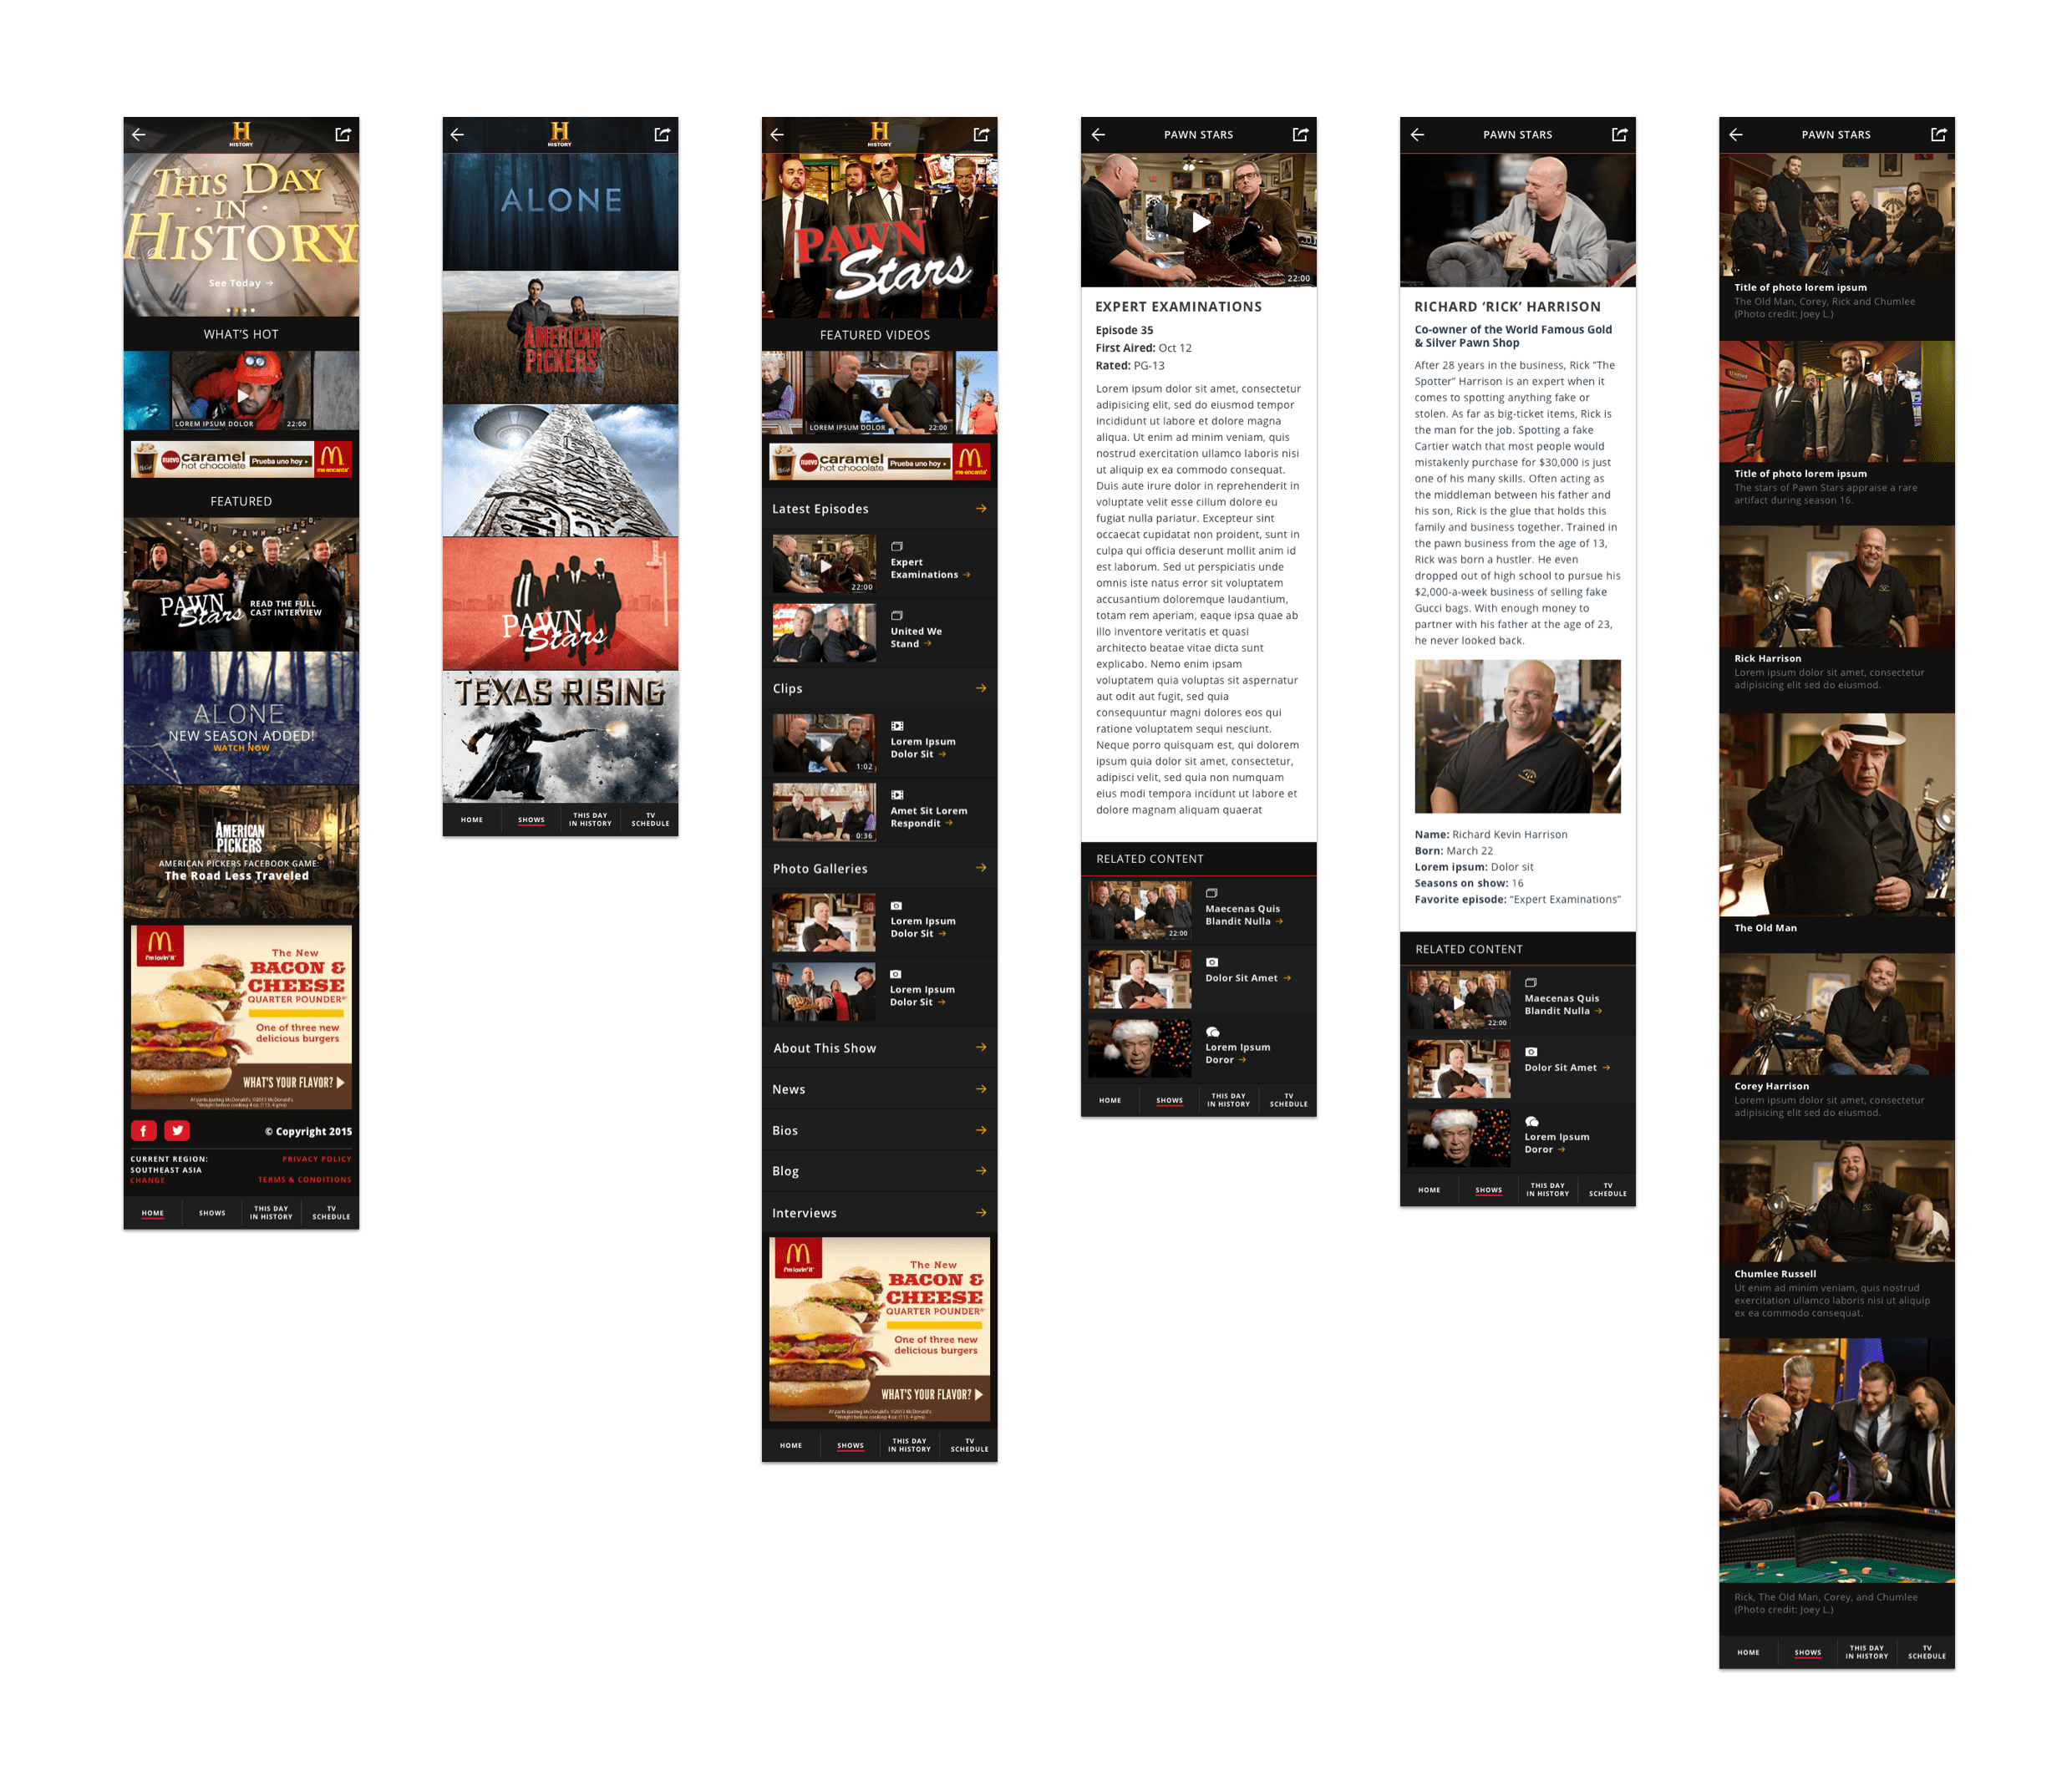 H
HISTORY
THIS DAY
· IN ·
HISTORY
See Today →
WHAT'S HOT
LOREM IPSUM DOLOR 22:00
nuevo caramel
hot chocolate
Prueba uno hoy ▸
me encanta
FEATURED
HAPPY PAWN SEASO
PAWN
Stars
READ THE FULL
CAST INTERVIEW
ALONE
NEW SEASON ADDED!
WATCH NOW
AMERICAN
PICKERS
AMERICAN PICKERS FACEBOOK GAME:
The Road Less Traveled
i'm lovin' it
The New
BACON &
CHEESE
QUARTER POUNDER®
One of three new
delicious burgers
WHAT'S YOUR FLAVOR? ▶
At participating McDonald's. ©2013 McDonald's
*Weight before cooking 4 oz. (113.4 gms)
© Copyright 2015
CURRENT REGION:
SOUTHEAST ASIA
CHANGE
PRIVACY POLICY
TERMS & CONDITIONS
HOME
SHOWS
THIS DAY
IN HISTORY
TV
SCHEDULE
H
HISTORY
ALONE
AMERICAN
PICKERS
PAWN
Stars
TEXAS RISING
HOME
SHOWS
THIS DAY
IN HISTORY
TV
SCHEDULE
H
HISTORY
PAWN
Stars
FEATURED VIDEOS
LOREM IPSUM DOLOR 22:00
nuevo caramel
hot chocolate
Prueba uno hoy ▸
me encanta
Latest Episodes →
22:00
Expert
Examinations →
United We
Stand →
Clips →
1:02
Lorem Ipsum
Dolor Sit →
0:36
Amet Sit Lorem
Respondit →
Photo Galleries →
Lorem Ipsum
Dolor Sit →
Lorem Ipsum
Dolor Sit →
About This Show →
News →
Bios →
Blog →
Interviews →
i'm lovin' it
The New
BACON &
CHEESE
QUARTER POUNDER®
One of three new
delicious burgers
WHAT'S YOUR FLAVOR? ▶
At participating McDonald's. ©2013 McDonald's
*Weight before cooking 4 oz. (113.4 gms)
HOME
SHOWS
THIS DAY
IN HISTORY
TV
SCHEDULE
PAWN STARS
22:00
EXPERT EXAMINATIONS
Episode 35
First Aired: Oct 12
Rated: PG-13
Lorem ipsum dolor sit amet, consectetur
adipisicing elit, sed do eiusmod tempor
incididunt ut labore et dolore magna
aliqua. Ut enim ad minim veniam, quis
nostrud exercitation ullamco laboris nisi
ut aliquip ex ea commodo consequat.
Duis aute irure dolor in reprehenderit in
voluptate velit esse cillum dolore eu
fugiat nulla pariatur. Excepteur sint
occaecat cupidatat non proident, sunt in
culpa qui officia deserunt mollit anim id
est laborum. Sed ut perspiciatis unde
omnis iste natus error sit voluptatem
accusantium doloremque laudantium,
totam rem aperiam, eaque ipsa quae ab
illo inventore veritatis et quasi
architecto beatae vitae dicta sunt
explicabo. Nemo enim ipsam
voluptatem quia voluptas sit aspernatur
aut odit aut fugit, sed quia
consequuntur magni dolores eos qui
ratione voluptatem sequi nesciunt.
Neque porro quisquam est, qui dolorem
ipsum quia dolor sit amet, consectetur,
adipisci velit, sed quia non numquam
eius modi tempora incidunt ut labore et
dolore magnam aliquam quaerat
RELATED CONTENT
22:00
Maecenas Quis
Blandit Nulla →
Dolor Sit Amet →
Lorem Ipsum
Doror →
HOME
SHOWS
THIS DAY
IN HISTORY
TV
SCHEDULE
PAWN STARS
RICHARD ‘RICK’ HARRISON
Co-owner of the World Famous Gold
& Silver Pawn Shop
After 28 years in the business, Rick "The
Spotter" Harrison is an expert when it
comes to spotting anything fake or
stolen. As far as big-ticket items, Rick is
the man for the job. Spotting a fake
Cartier watch that most people would
mistakenly purchase for $30,000 is just
one of his many skills. Often acting as
the middleman between his father and
his son, Rick is the glue that holds this
family and business together. Trained in
the pawn business from the age of 13,
Rick was born a hustler. He even
dropped out of high school to pursue his
$2,000-a-week business of selling fake
Gucci bags. With enough money to
partner with his father at the age of 23,
he never looked back.
Name: Richard Kevin Harrison
Born: March 22
Lorem ipsum: Dolor sit
Seasons on show: 16
Favorite episode: “Expert Examinations”
RELATED CONTENT
22:00
Maecenas Quis
Blandit Nulla →
Dolor Sit Amet →
Lorem Ipsum
Doror →
HOME
SHOWS
THIS DAY
IN HISTORY
TV
SCHEDULE
PAWN STARS
Title of photo lorem ipsum
The Old Man, Corey, Rick and Chumlee
(Photo credit: Joey L.)
Title of photo lorem ipsum
The stars of Pawn Stars appraise a rare
artifact during season 16.
Rick Harrison
Lorem ipsum dolor sit amet, consectetur
adipisicing elit sed do eiusmod.
The Old Man
Corey Harrison
Lorem ipsum dolor sit amet, consectetur
adipisicing elit sed do eiusmod.
Chumlee Russell
Ut enim ad minim veniam, quis nostrud
exercitation ullamco laboris nisi ut aliquip
ex ea commodo consequat.
Rick, The Old Man, Corey, and Chumlee
(Photo credit: Joey L.)
HOME
SHOWS
THIS DAY
IN HISTORY
TV
SCHEDULE